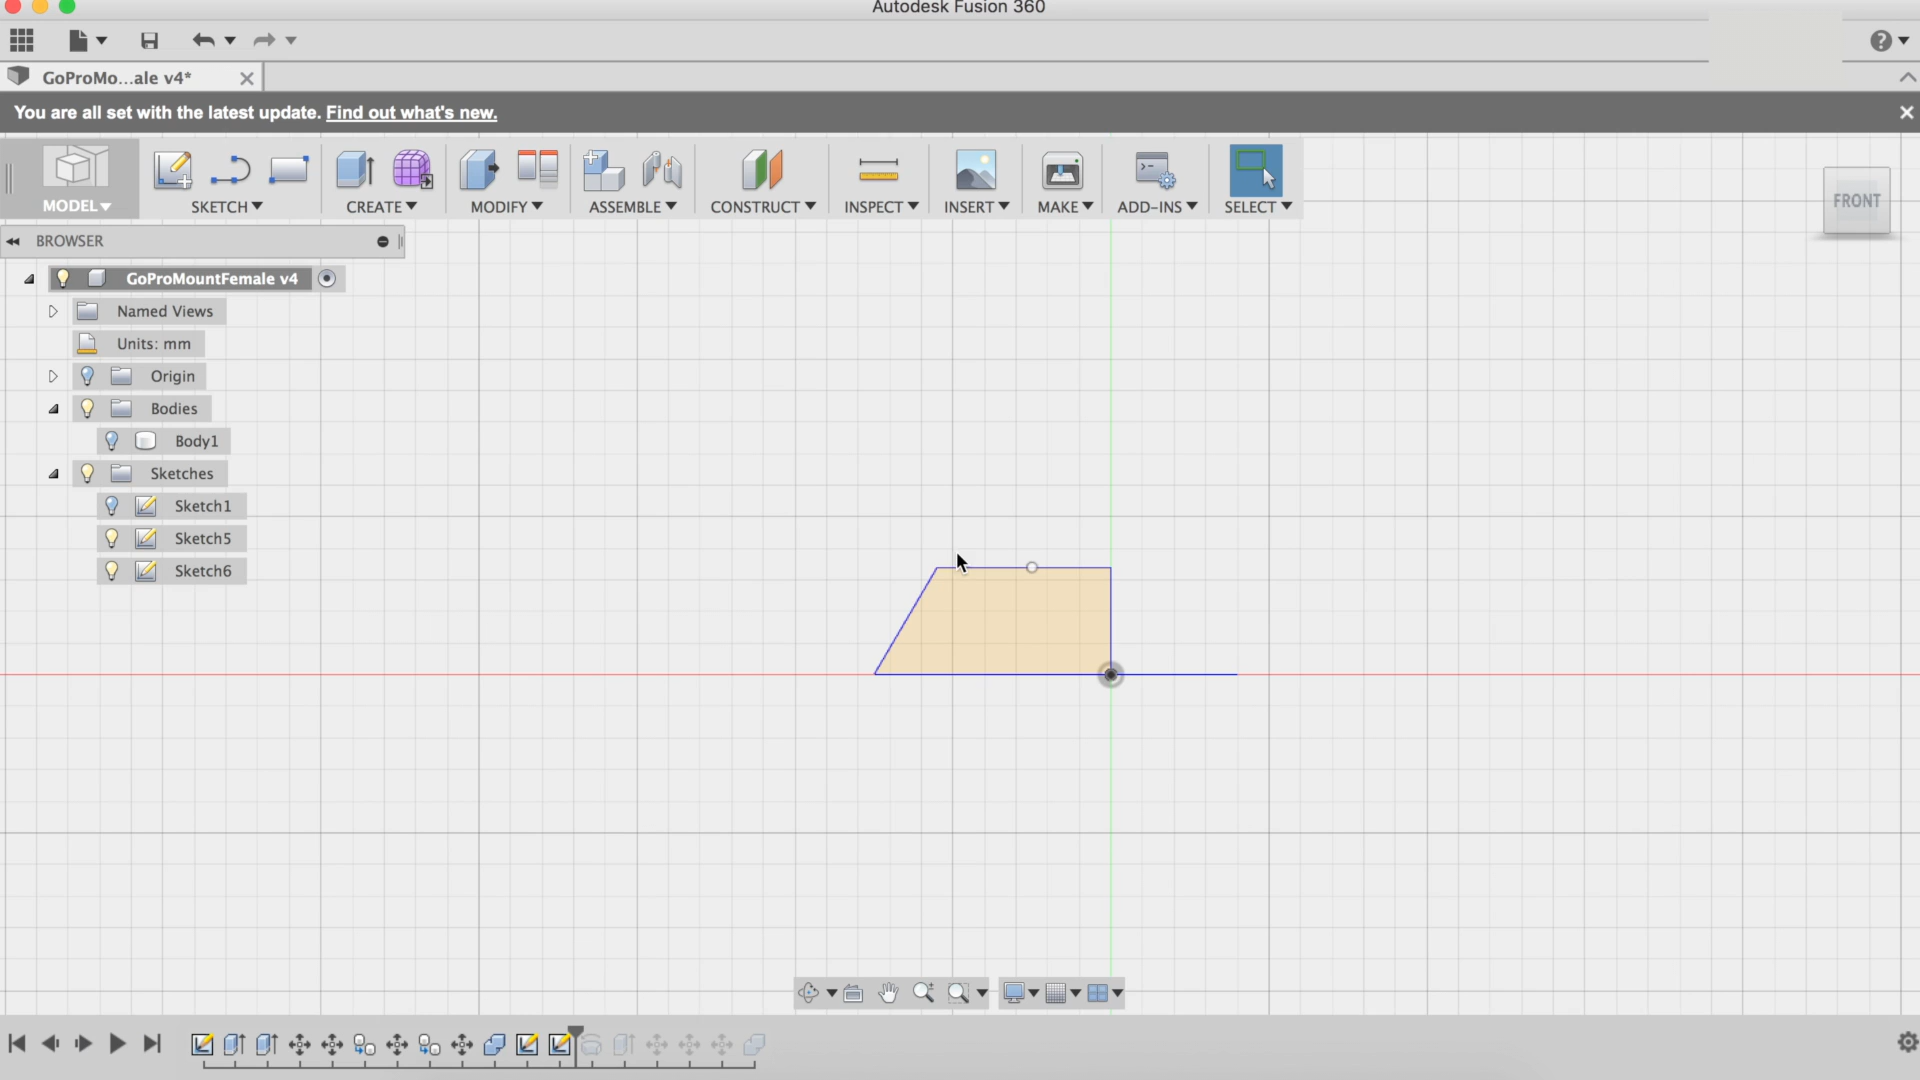 Autodesk Fusion 360
GoProMo...ale v4*
You are all set with the latest update. Find out what's new.
MODEL
SKETCH
CREATE
MODIFY
ASSEMBLE
CONSTRUCT
INSPECT
INSERT
MAKE
ADD-INS
SELECT
FRONT
BROWSER
GoProMountFemale v4
Named Views
Units: mm
Origin
Bodies
Body1
Sketches
Sketch1
Sketch5
Sketch6